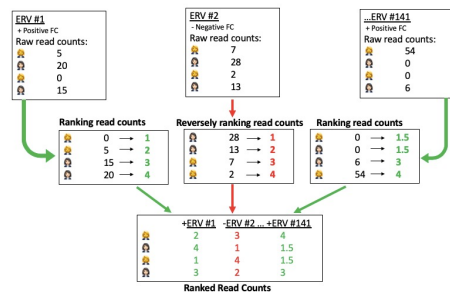 ERV #1
+ Positive FC
Raw read counts:
5
20
0
15
ERV #2
- Negative FC
Raw read counts:
7
28
2
13
...ERV #141
+ Positive FC
Raw read counts:
54
0
0
6
Ranking read counts
0 → 1
5 → 2
15 → 3
20 → 4
Reversely ranking read counts
28 → 1
13 → 2
7 → 3
2 → 4
Ranking read counts
0 → 1.5
0 → 1.5
6 → 3
54 → 4
+ERV #1 -ERV #2 ... +ERV #141
2 3 4
4 1 1.5
1 4 1.5
3 2 3
Ranked Read Counts